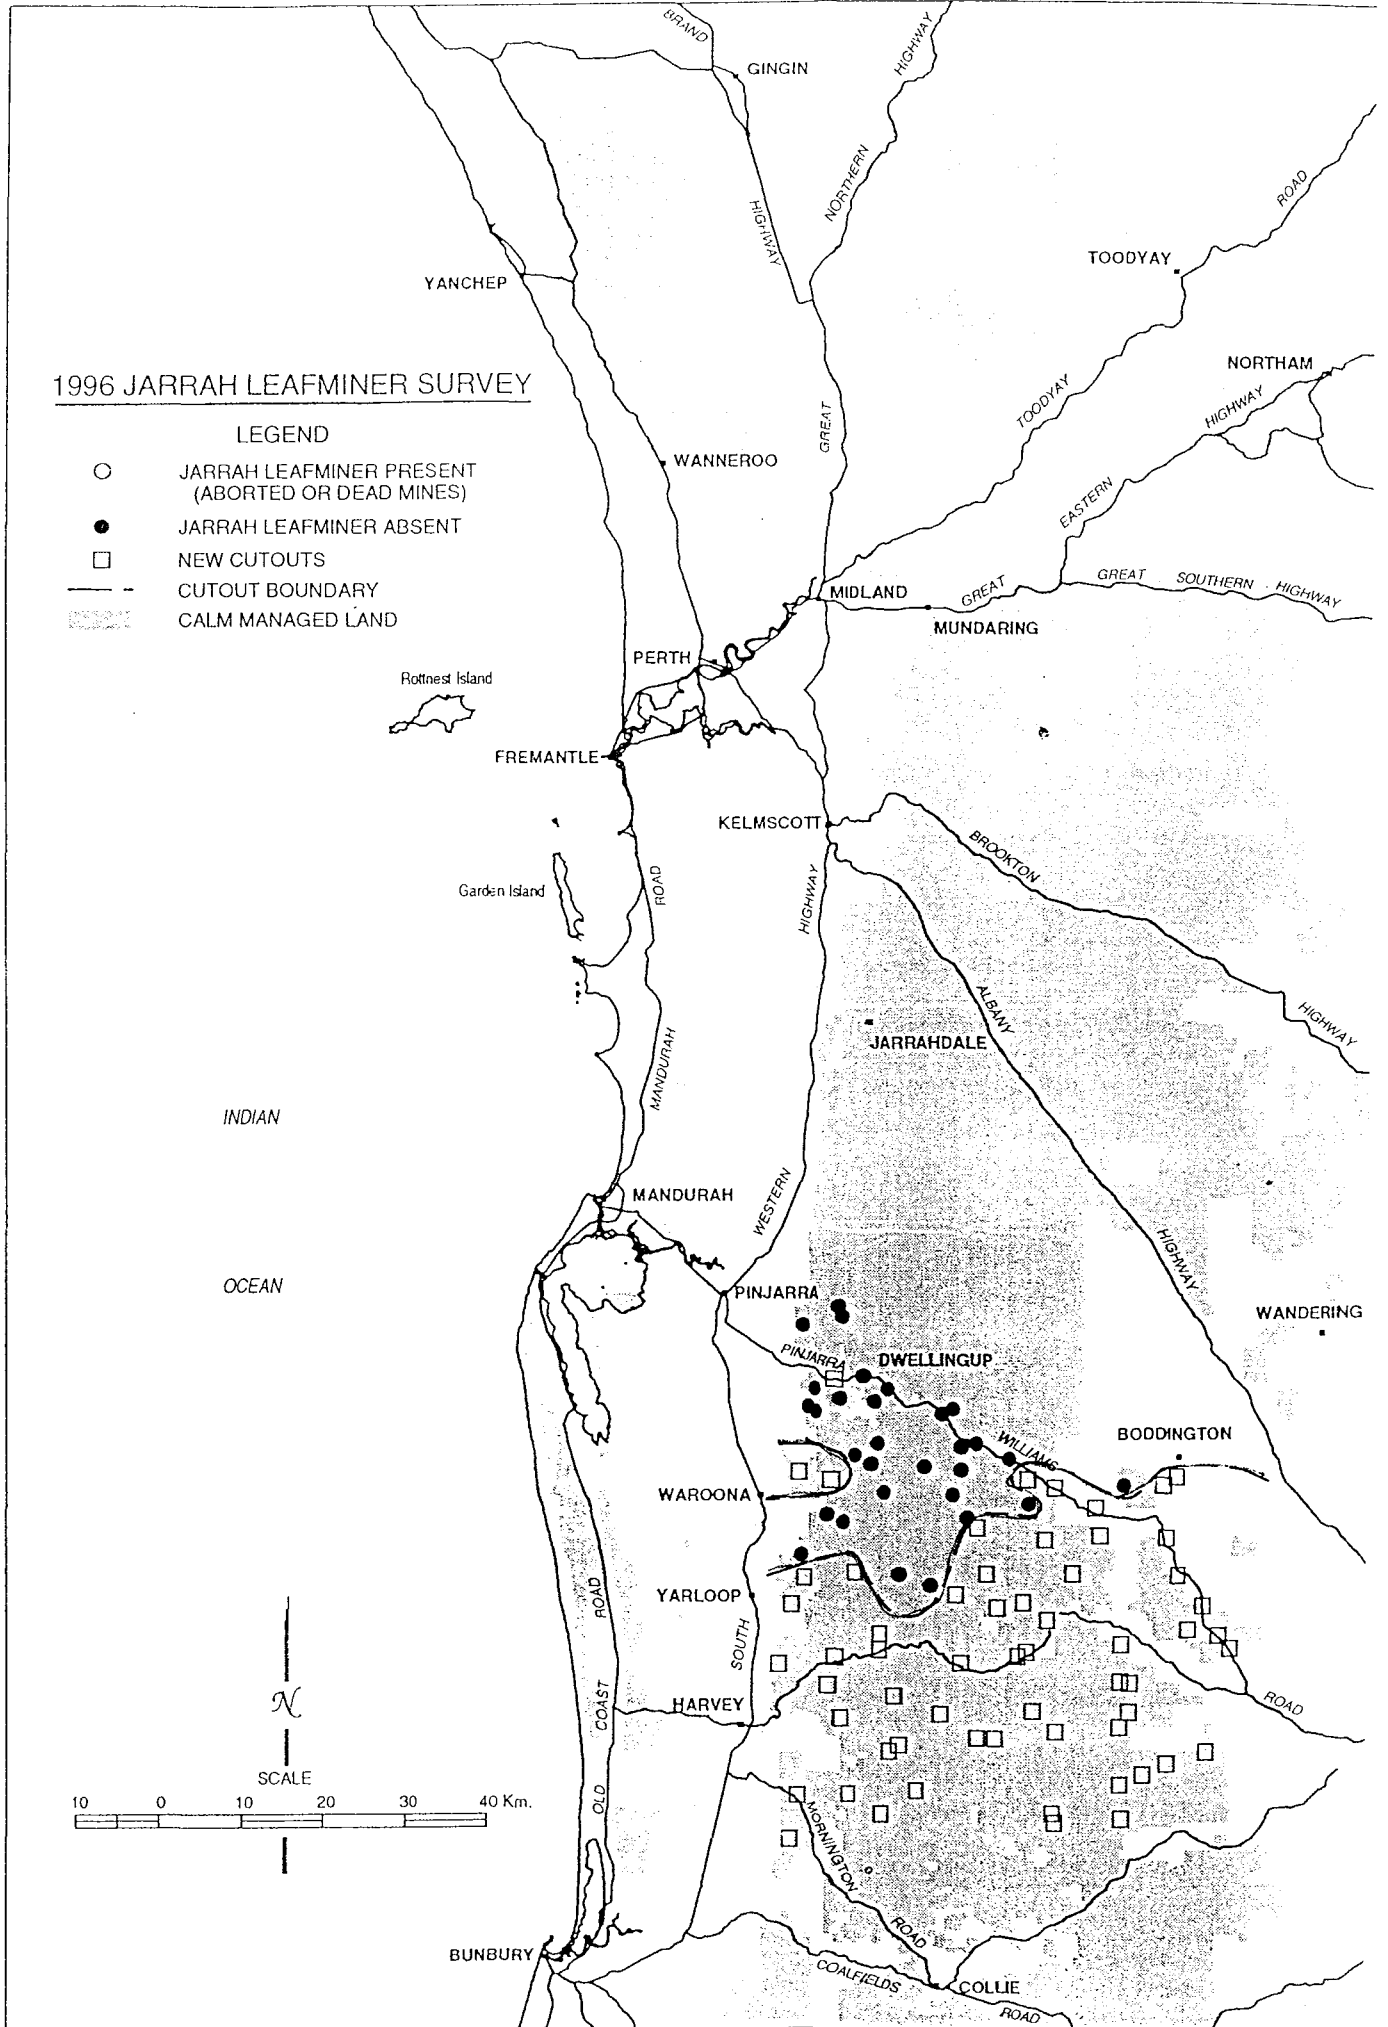 BRAND
GINGIN
HIGHWAY
NORTHERN
HIGHWAY
ROAD
TOODYAY
YANCHEP
NORTHAM
1996 JARRAH LEAFMINER SURVEY
LEGEND
JARRAH LEAFMINER PRESENT
(ABORTED OR DEAD MINES)
JARRAH LEAFMINER ABSENT
NEW CUTOUTS
CUTOUT BOUNDARY
CALM MANAGED LAND
TOODYAY
HIGHWAY
GREAT
WANNEROO
EASTERN
GREAT
GREAT SOUTHERN HIGHWAY
MIDLAND
MUNDARING
PERTH
Rottnest Island
FREMANTLE
KELMSCOTT
BROOKTON
ROAD
HIGHWAY
Garden Island
ALBANY
HIGHWAY
JARRAHDALE
MANDURAH
INDIAN
MANDURAH
WESTERN
HIGHWAY
OCEAN
PINJARRA
WANDERING
PINJARRA
DWELLINGUP
WILLIAMS
BODDINGTON
WAROONA
YARLOOP
ROAD
SOUTH
N
COAST
HARVEY
ROAD
SCALE
OLD
10 0 10 20 30 40 Km.
MORNINGTON
ROAD
BUNBURY
COALFIELDS
COLLIE
ROAD